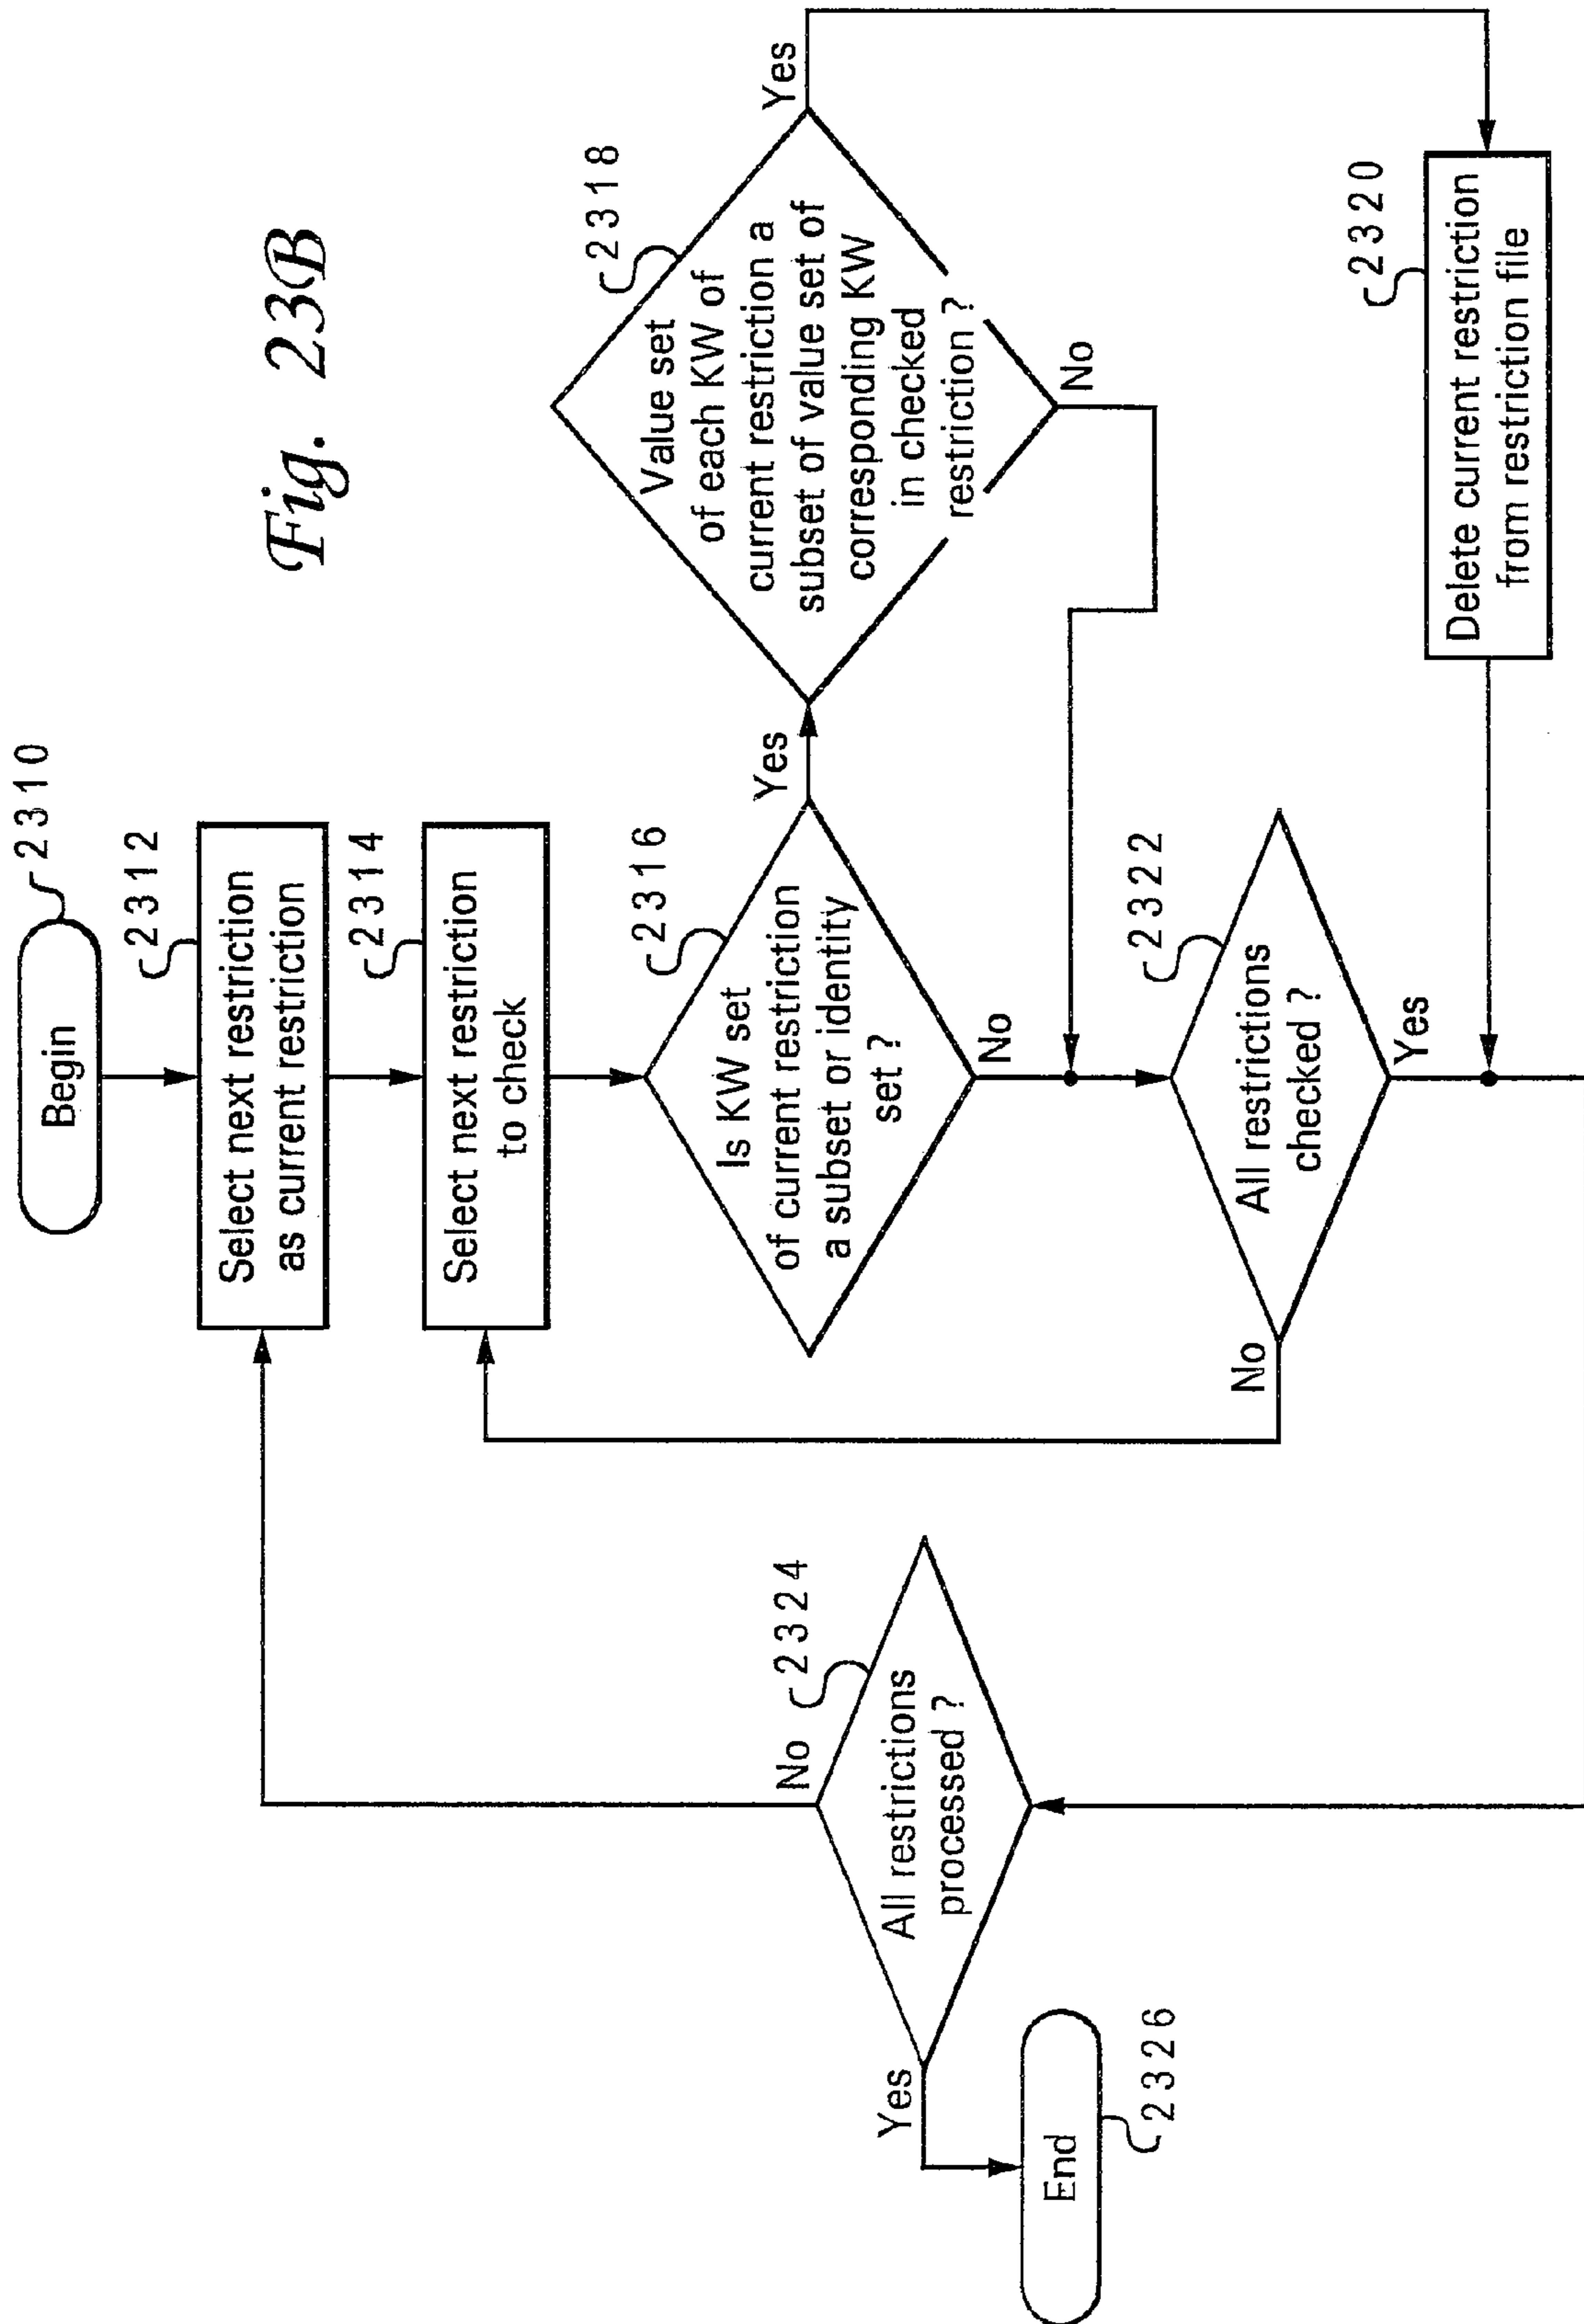 Fig. 23B
Begin
2310
Select next restriction
as current restriction
2312
Select next restriction
to check
2314
Is KW set
of current restriction
a subset or identity
set ?
2316
Yes
No
Value set
of each KW of
current restriction a
subset of value set of
corresponding KW
in checked
restriction ?
2318
Yes
No
Delete current restriction
from restriction file
2320
All restrictions
checked ?
2322
No
Yes
All restrictions
processed ?
2324
No
Yes
End
2326